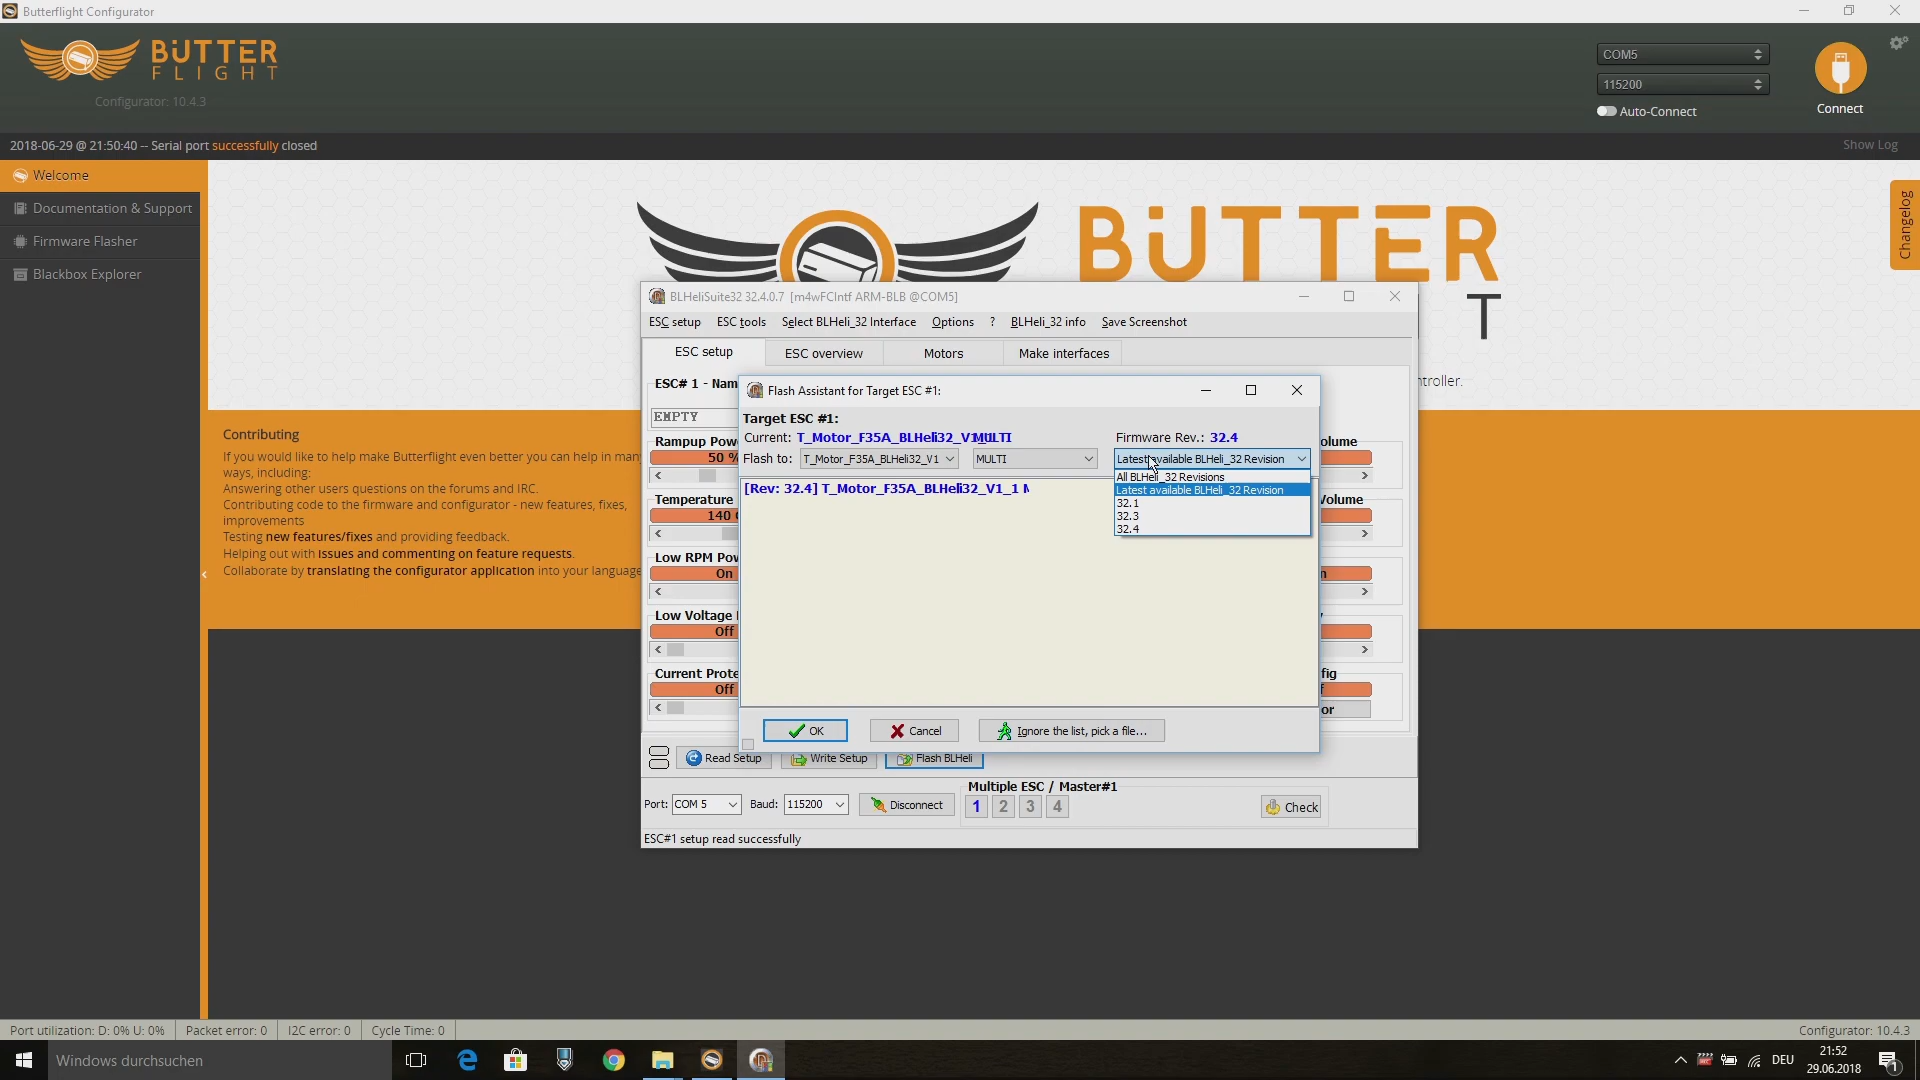 Butterflight Configurator
BUTTER
FLIGHT
Configurator: 10.4.3
COM5
115200
Auto-Connect
Connect
2018-06-29 @ 21:50:40 -- Serial port successfully closed
Show Log
Welcome
Documentation & Support
Firmware Flasher
Blackbox Explorer
BUTTER
T
Changelog
ntroller.
Contributing
If you would like to help make Butterflight even better you can help in man
ways, including:
Answering other users questions on the forums and IRC.
Contributing code to the firmware and configurator - new features, fixes,
improvements
Testing new features/fixes and providing feedback.
Helping out with issues and commenting on feature requests.
Collaborate by translating the configurator application into your language
BLHeliSuite32 32.4.0.7 [m4wFCIntf ARM-BLB @COM5]
ESC setup ESC tools Select BLHeli_32 Interface Options ? BLHeli_32 info Save Screenshot
ESC setup ESC overview Motors Make interfaces
ESC# 1 - Nam
EMPTY
Rampup Pow
50 %
Temperature
140
Low RPM Pow
On
Low Voltage
Off
Current Prote
Off
olume
Volume
n
y
fig
f
or
Flash Assistant for Target ESC #1:
Target ESC #1:
Current: T_Motor_F35A_BLHeli32_V1 MULTI
Firmware Rev.: 32.4
Flash to: T_Motor_F35A_BLHeli32_V1 MULTI
Latest available BLHeli_32 Revision
All BLHeli_32 Revisions
Latest available BLHeli_32 Revision
32.1
32.3
32.4
[Rev: 32.4] T_Motor_F35A_BLHeli32_V1_1 M
OK Cancel Ignore the list, pick a file...
Read Setup Write Setup Flash BLHeli
Multiple ESC / Master#1
Port: COM 5 Baud: 115200 Disconnect 1 2 3 4 Check
ESC#1 setup read successfully
Port utilization: D: 0% U: 0% Packet error: 0 I2C error: 0 Cycle Time: 0
Configurator: 10.4.3
Windows durchsuchen
DEU
21:52
29.06.2018
1